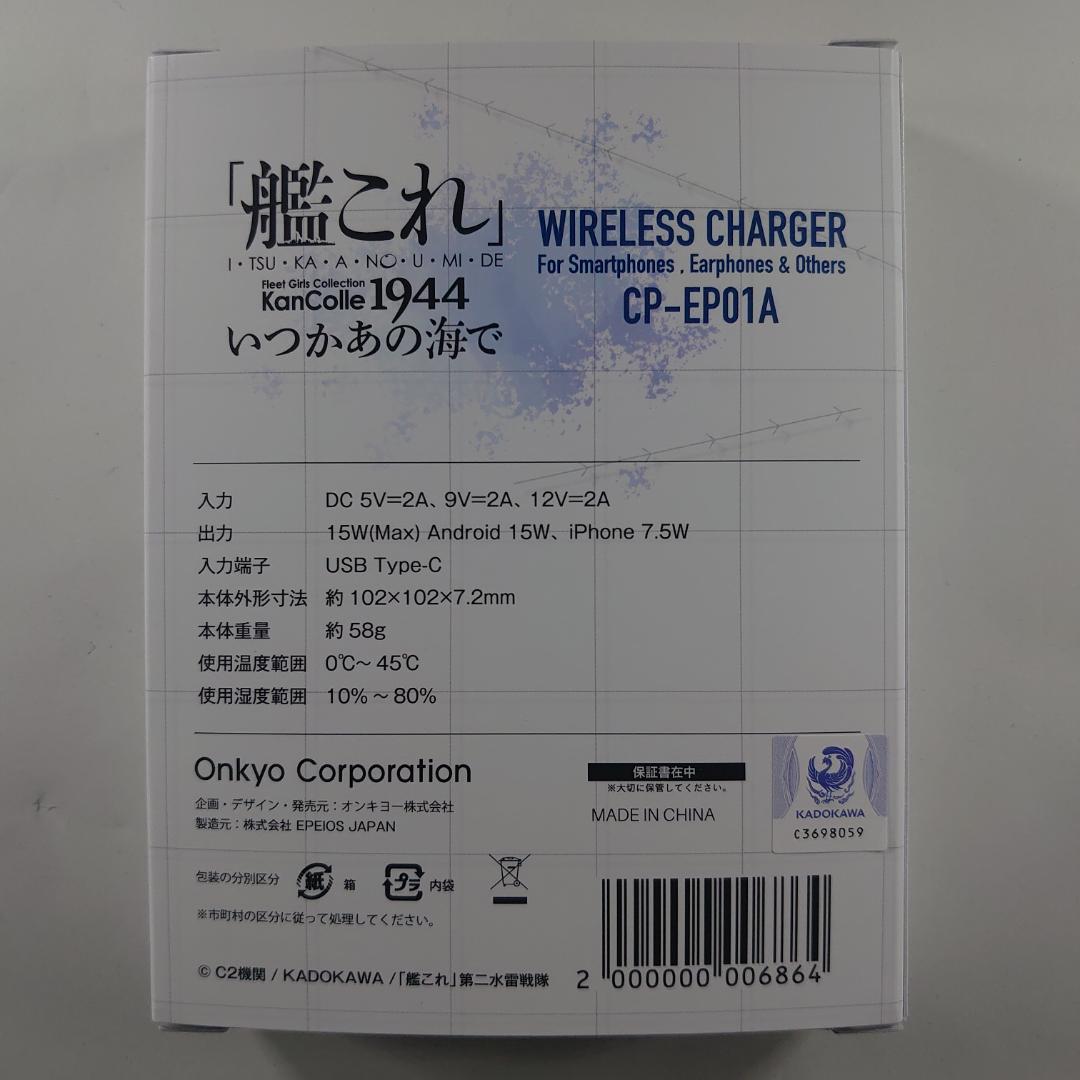 「艦これ」
I・TSU・KA・A・NO・U・MI・DE
Fleet Girls Collection
KanColle 1944
いつかあの海で
WIRELESS CHARGER
For Smartphones , Earphones & Others
CP-EP01A
入力 DC 5V=2A、9V=2A、12V=2A
出力 15W(Max) Android 15W、iPhone 7.5W
入力端子 USB Type-C
本体外形寸法 約 102×102×7.2mm
本体重量 約 58g
使用温度範囲 0℃~ 45℃
使用湿度範囲 10% ~ 80%
Onkyo Corporation
企画・デザイン・発売元：オンキヨー株式会社
製造元：株式会社 EPEIOS JAPAN
保証書在中
※大切に保管してください。
MADE IN CHINA
KADOKAWA
C3698059
包装の分別区分 紙 箱 プラ 内袋
※市町村の区分に従って処理してください。
© C2機関 / KADOKAWA /「艦これ」第二水雷戦隊
2 000000 006864